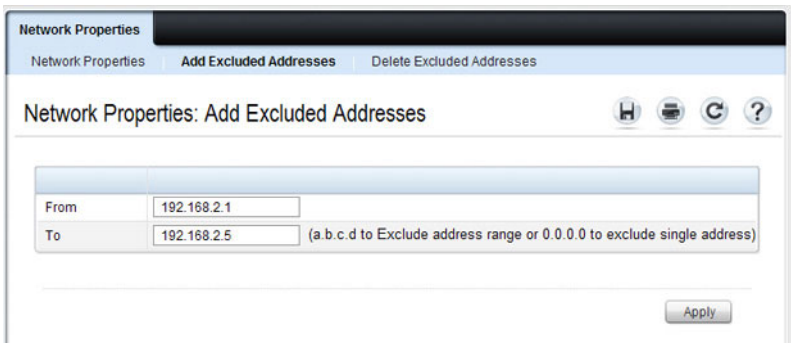 Network Properties
Network Properties Add Excluded Addresses Delete Excluded Addresses
Network Properties: Add Excluded Addresses
From 192.168.2.1
To 192.168.2.5 (a.b.c.d to Exclude address range or 0.0.0.0 to exclude single address)
Apply